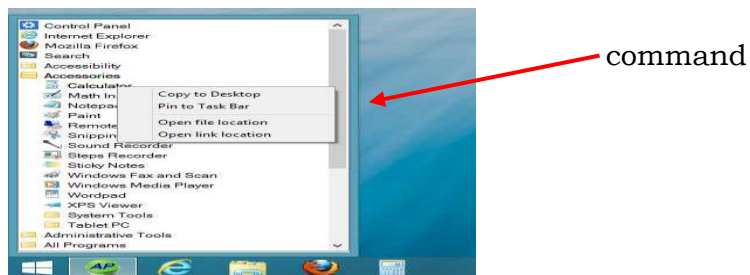 Control Panel
Internet Explorer
Mozilla Firefox
Search
Accessibility
Accessories
Calculator
Math In
Notepa
Paint
Remote
Snippin
Copy to Desktop
Pin to Task Bar
Open file location
Open link location
Sound Recorder
Steps Recorder
Sticky Notes
Windows Fax and Scan
Windows Media Player
Wordpad
XPS Viewer
System Tools
Tablet PC
Administrative Tools
All Programs
AP
command